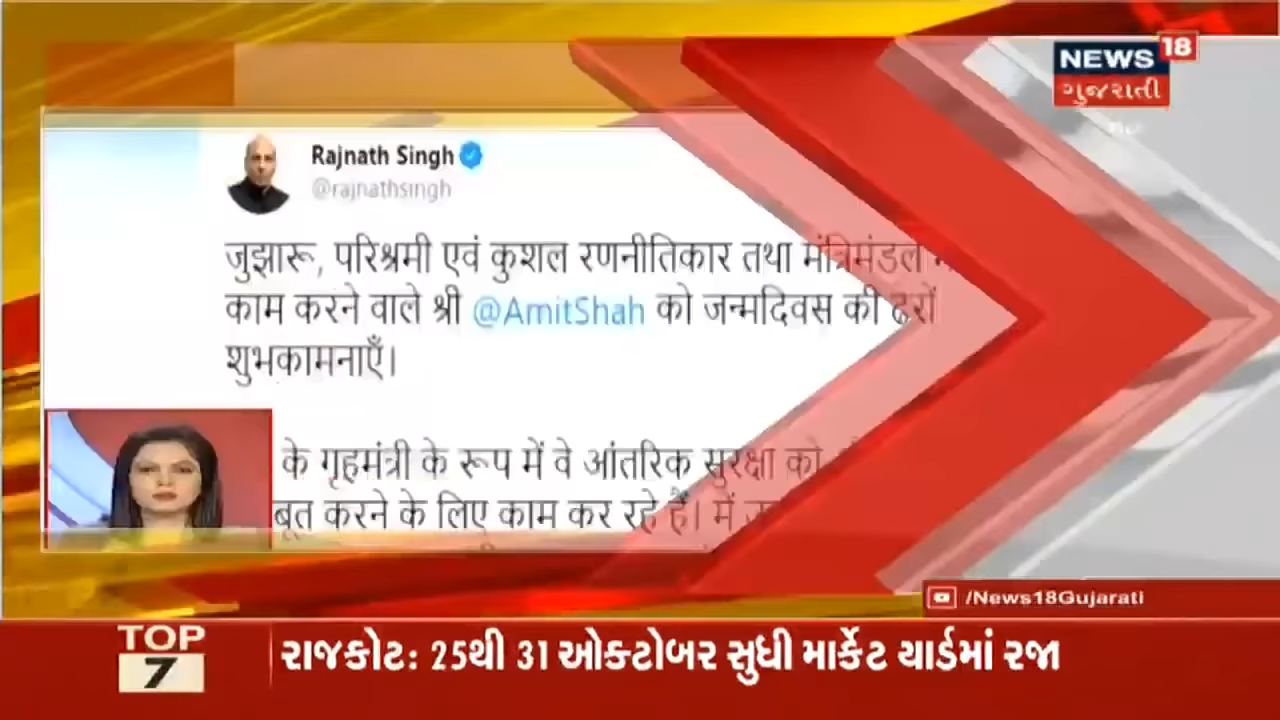 NEWS 18
ગુજરાતી
Rajnath Singh
@rajnathsingh
जुझारू, परिश्रमी एवं कुशल रणनीतिकार तथा मंत्रिमंडल
काम करने वाले श्री @AmitShah को जन्मदिवस की ढेरों
शुभकामनाएँ।
के गृहमंत्री के रूप में वे आंतरिक सुरक्षा को
बूत करने के लिए काम कर रहे हैं। में
/News18Gujarati
TOP
7
રાજકોટ: 25થી 31 ઓક્ટોબર સુધી માર્કેટ યાર્ડમાં રજા